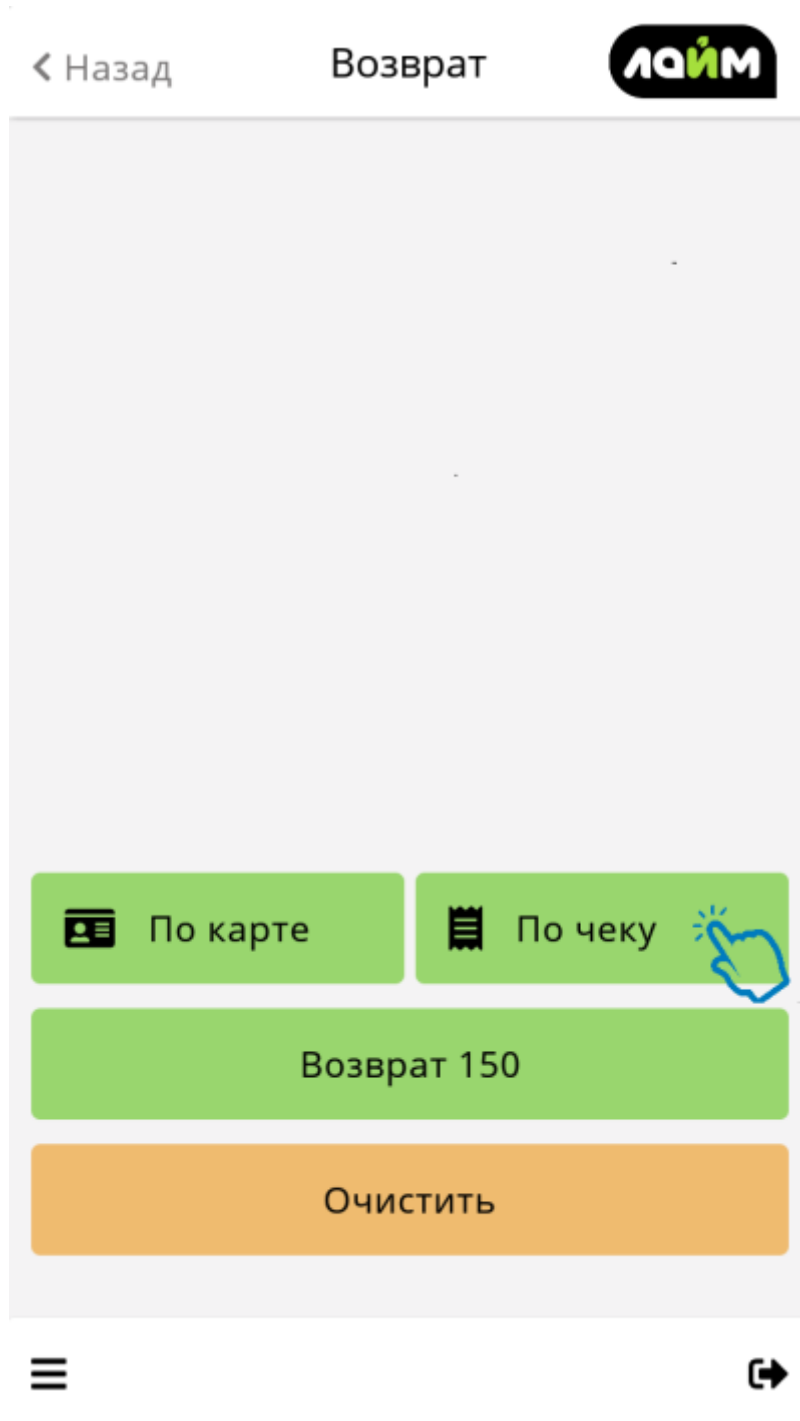 Назад
Возврат
лайм
По карте
По чеку
Возврат 150
Очистить